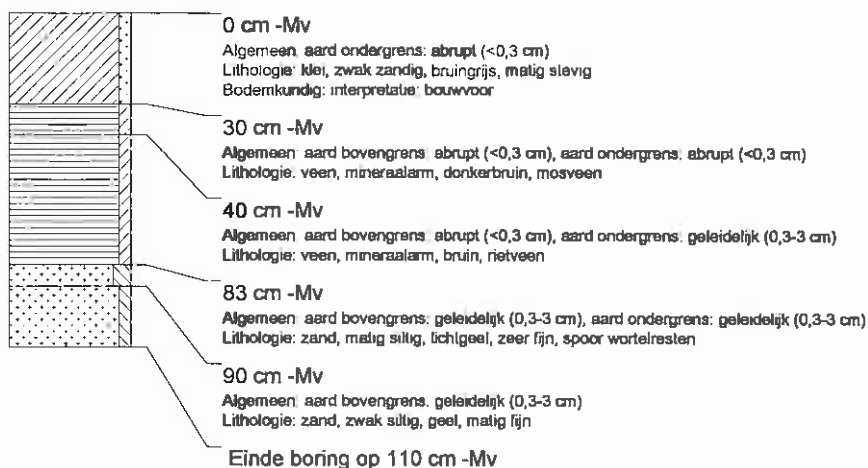 0 cm -Mv
Algemeen: aard ondergrens: abrupt (<0,3 cm)
Lithologie: klei, zwak zandig, bruingrijs, matig stevig
Bodemkundig: interpretatie: bouwvoor
30 cm -Mv
Algemeen: aard bovengrens: abrupt (<0,3 cm), aard ondergrens: abrupt (<0,3 cm)
Lithologie: veen, mineraalarm, donkerbruin, mosveen
40 cm -Mv
Algemeen: aard bovengrens: abrupt (<0,3 cm), aard ondergrens: geleidelijk (0,3-3 cm)
Lithologie: veen, mineraalarm, bruin, rietveen
83 cm -Mv
Algemeen: aard bovengrens: geleidelijk (0,3-3 cm), aard ondergrens: geleidelijk (0,3-3 cm)
Lithologie: zand, matig siltig, lichtgeel, zeer fijn, spoor wortelresten
90 cm -Mv
Algemeen: aard bovengrens: geleidelijk (0,3-3 cm)
Lithologie: zand, zwak siltig, geel, matig fijn
Einde boring op 110 cm -Mv